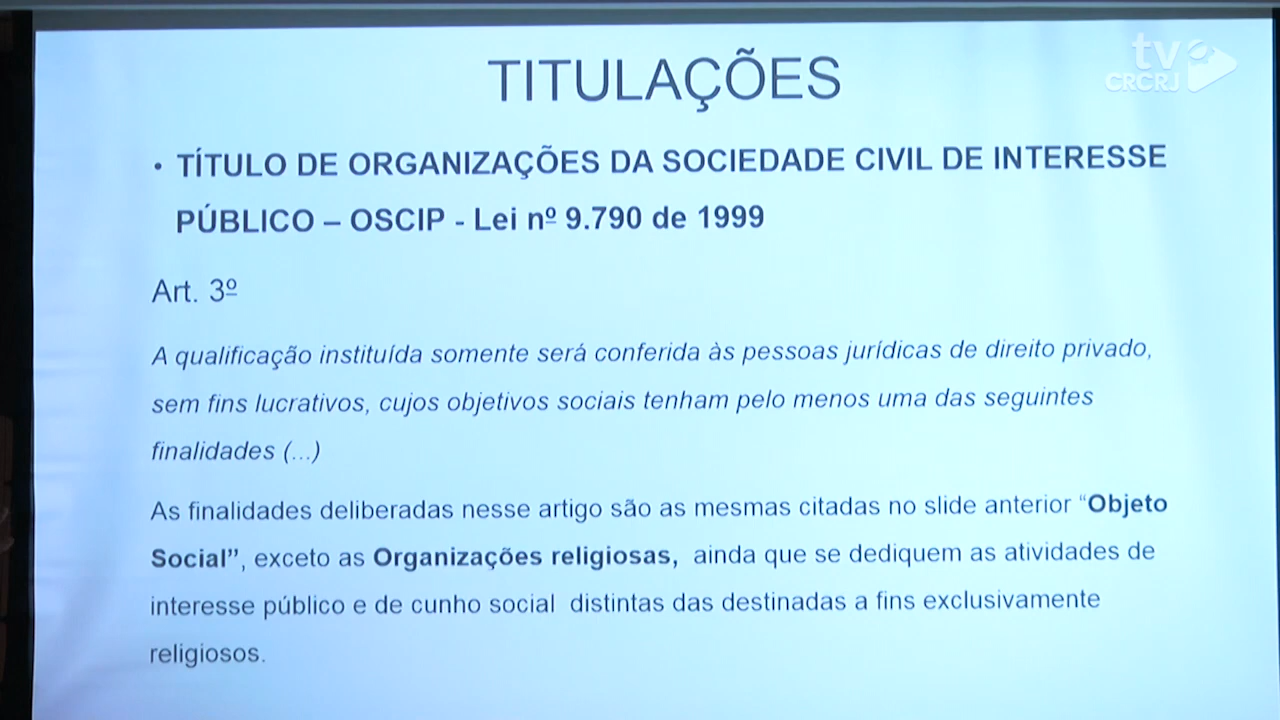 TITULAÇÕES
tv
CRCRJ
• TÍTULO DE ORGANIZAÇÕES DA SOCIEDADE CIVIL DE INTERESSE
PÚBLICO – OSCIP - Lei nº 9.790 de 1999
Art. 3º
A qualificação instituída somente será conferida às pessoas jurídicas de direito privado,
sem fins lucrativos, cujos objetivos sociais tenham pelo menos uma das seguintes
finalidades (...)
As finalidades deliberadas nesse artigo são as mesmas citadas no slide anterior “Objeto
Social”, exceto as Organizações religiosas, ainda que se dediquem as atividades de
interesse público e de cunho social distintas das destinadas a fins exclusivamente
religiosos.